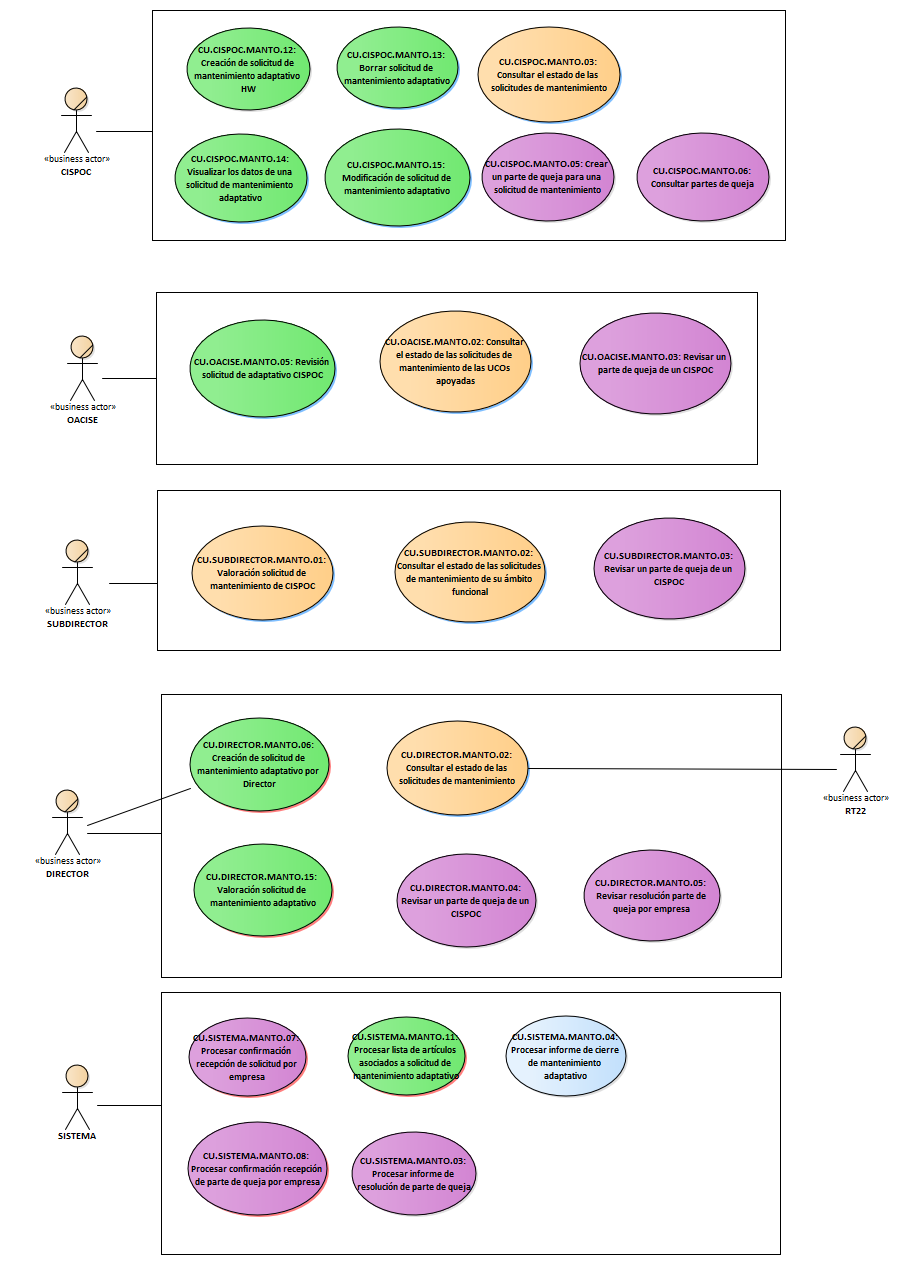 CU.CISPOC.MANTO.12:
Creación de solicitud de
mantenimiento adaptativo
HW
CU.CISPOC.MANTO.13:
Borrar solicitud de
mantenimiento adaptativo
CU.CISPOC.MANTO.03:
Consultar el estado de las
solicitudes de mantenimiento
«business actor»
CISPOC
CU.CISPOC.MANTO.14:
Visualizar los datos de una
solicitud de mantenimiento
adaptativo
CU.CISPOC.MANTO.15:
Modificación de solicitud de
mantenimiento adaptativo
CU.CISPOC.MANTO.05: Crear
un parte de queja para una
solicitud de mantenimiento
CU.CISPOC.MANTO.06:
Consultar partes de queja
«business actor»
OACISE
CU.OACISE.MANTO.05: Revisión
solicitud de adaptativo CISPOC
CU.OACISE.MANTO.02: Consultar
el estado de las solicitudes de
mantenimiento de las UCOs
apoyadas
CU.OACISE.MANTO.03: Revisar un
parte de queja de un CISPOC
«business actor»
SUBDIRECTOR
CU.SUBDIRECTOR.MANTO.01:
Valoración solicitud de
mantenimiento de CISPOC
CU.SUBDIRECTOR.MANTO.02:
Consultar el estado de las solicitudes
de mantenimiento de su ámbito
funcional
CU.SUBDIRECTOR.MANTO.03:
Revisar un parte de queja de un
CISPOC
CU.DIRECTOR.MANTO.06:
Creación de solicitud de
mantenimiento adaptativo por
Director
CU.DIRECTOR.MANTO.02:
Consultar el estado de las
solicitudes de mantenimiento
«business actor»
RT22
«business actor»
DIRECTOR
CU.DIRECTOR.MANTO.15:
Valoración solicitud de
mantenimiento adaptativo
CU.DIRECTOR.MANTO.04:
Revisar un parte de queja de un
CISPOC
CU.DIRECTOR.MANTO.05:
Revisar resolución parte de
queja por empresa
CU.SISTEMA.MANTO.07:
Procesar confirmación
recepción de solicitud por
empresa
CU.SISTEMA.MANTO.11:
Procesar lista de artículos
asociados a solicitud de
mantenimiento adaptativo
CU.SISTEMA.MANTO.04:
Procesar informe de cierre
de mantenimiento
adaptativo
SISTEMA
CU.SISTEMA.MANTO.08:
Procesar confirmación recepción
de parte de queja por empresa
CU.SISTEMA.MANTO.03:
Procesar informe de
resolución de parte de queja